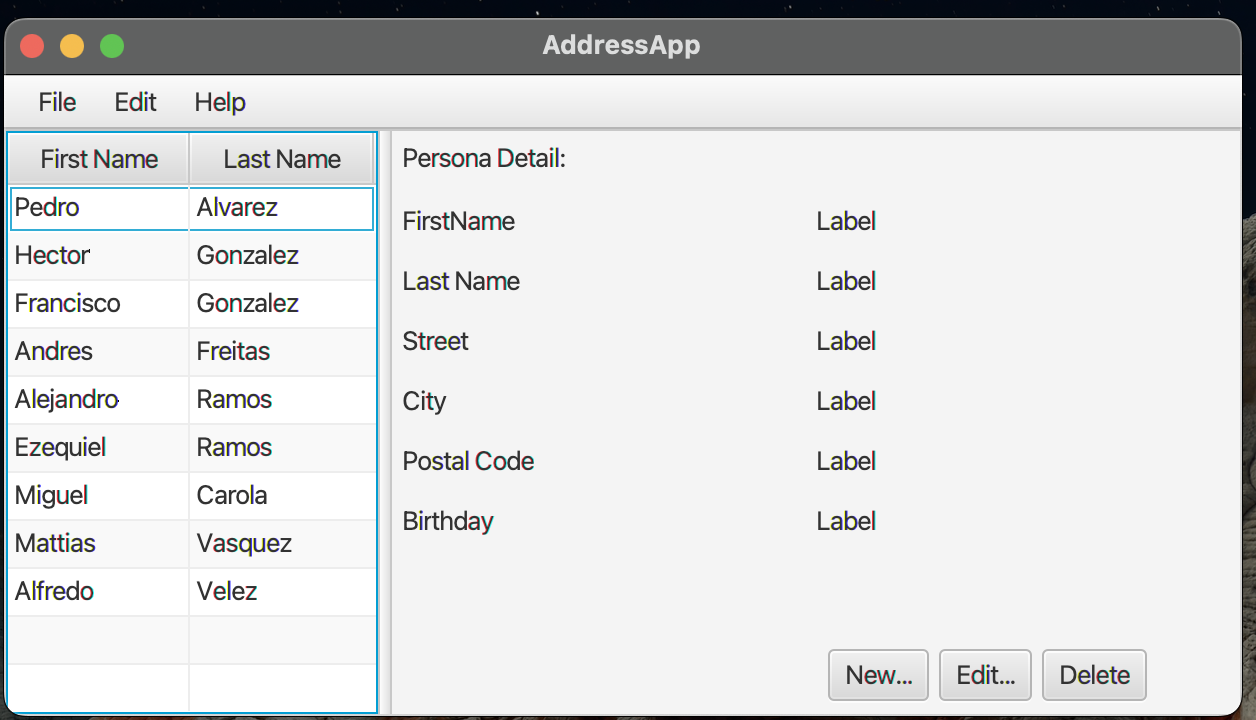 AddressApp
File Edit Help
First Name Last Name
Pedro Alvarez
Hector Gonzalez
Francisco Gonzalez
Andres Freitas
Alejandro Ramos
Ezequiel Ramos
Miguel Carola
Mattias Vasquez
Alfredo Velez
Persona Detail:
FirstName Label
Last Name Label
Street Label
City Label
Postal Code Label
Birthday Label
New... Edit... Delete